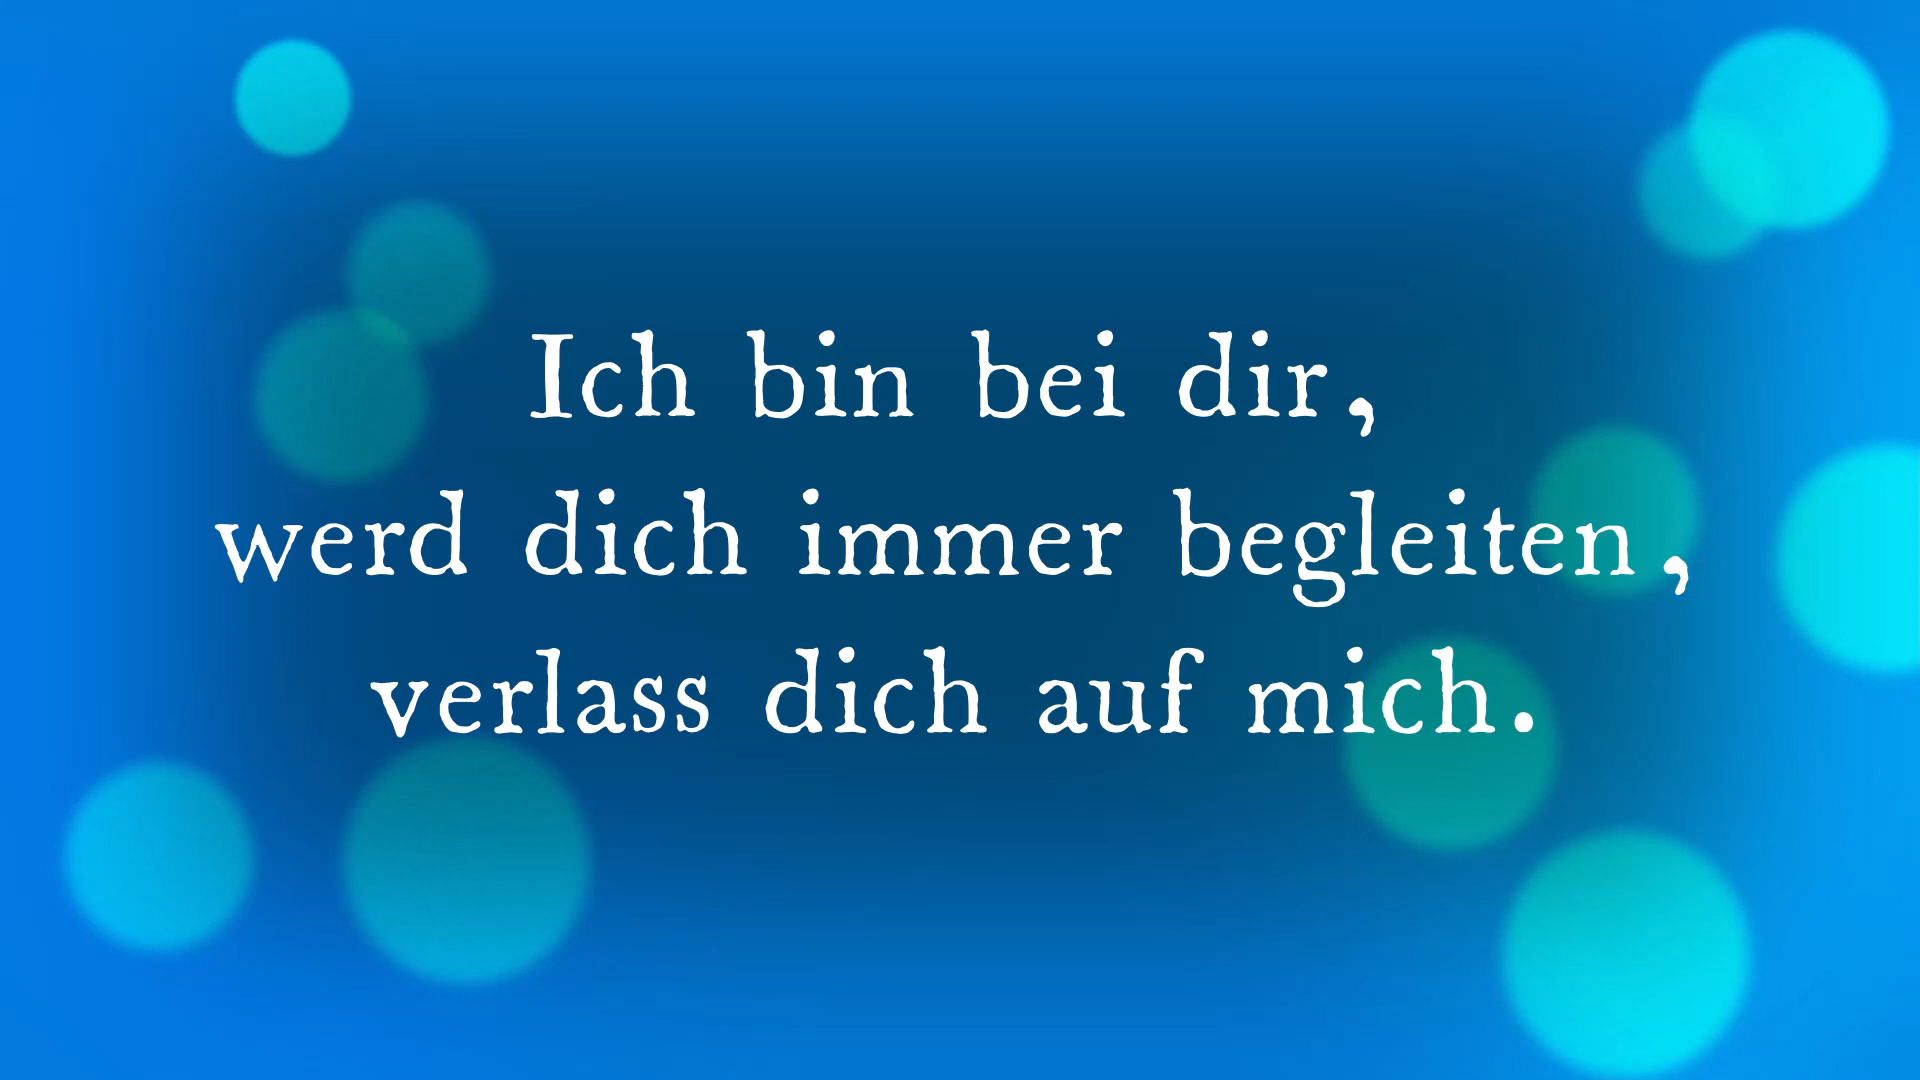 Ich bin bei dir,
werd dich immer begleiten,
verlass dich auf mich.